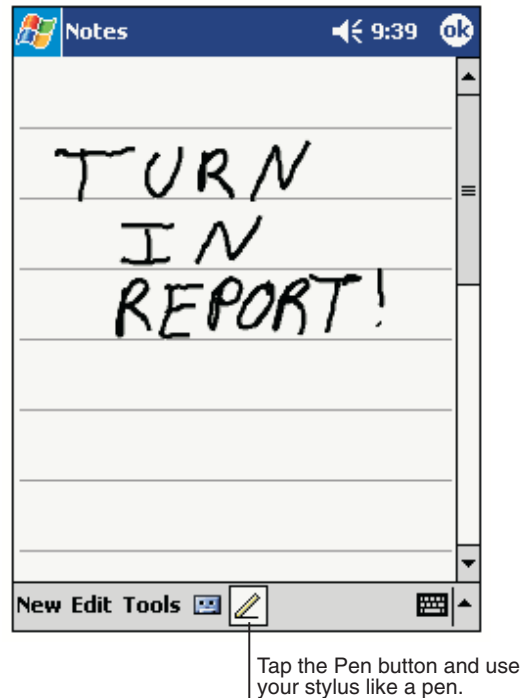 Notes 9:39 ok
TURN
IN
REPORT!
New Edit Tools
Tap the Pen button and use
your stylus like a pen.